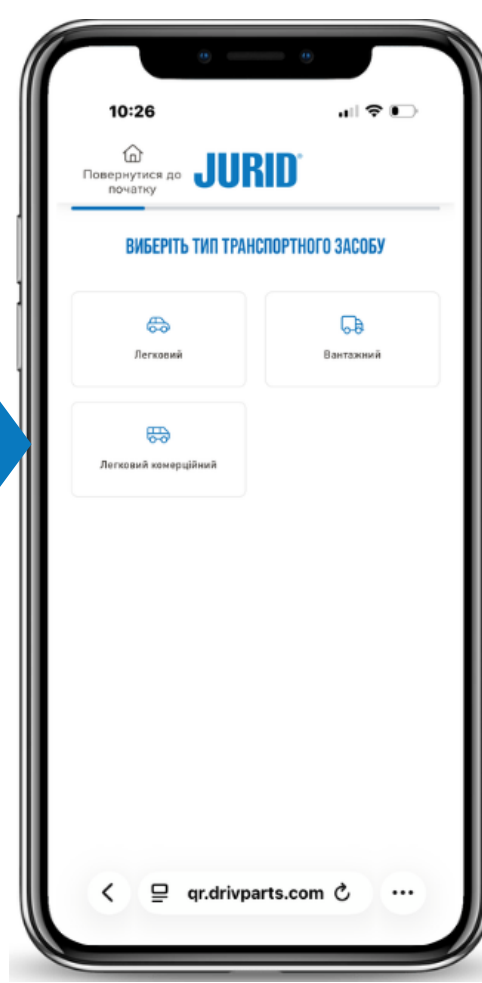 10:26
Повернутися до
початку
JURID®
ВИБЕРІТЬ ТИП ТРАНСПОРТНОГО ЗАСОБУ
Легковий
Вантажний
Легковий комерційний
qr.drivparts.com